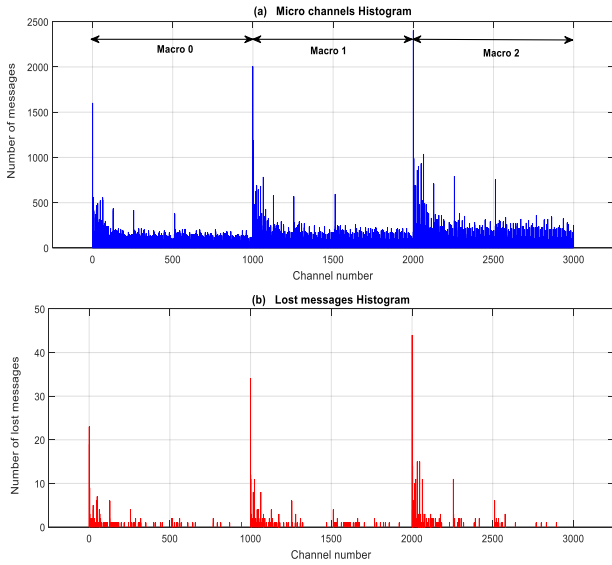 (a) Micro channels Histogram
Number of messages
2500
2000
1500
1000
500
0
Macro 0
Macro 1
Macro 2
0 500 1000 1500 2000 2500 3000
Channel number
(b) Lost messages Histogram
Number of lost messages
50
40
30
20
10
0
0 500 1000 1500 2000 2500 3000
Channel number